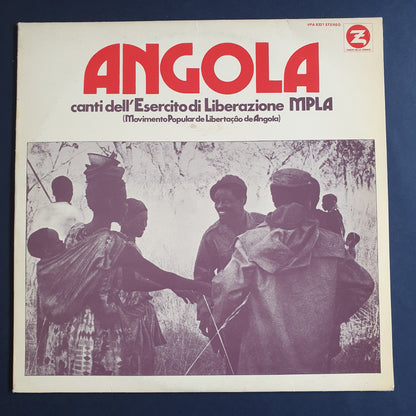 VPA 8321 STEREO
Z
ANGOLA
canti dell'Esercito di Liberazione MPLA
(Movimento Popular de Libertação de Angola)